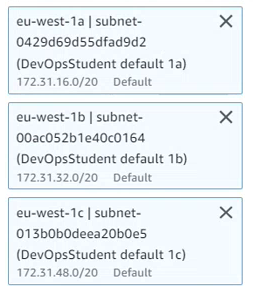 eu-west-1a | subnet-
0429d69d55dfad9d2
(DevOpsStudent default 1a)
172.31.16.0/20 Default
eu-west-1b | subnet-
00ac052b1e40c0164
(DevOpsStudent default 1b)
172.31.32.0/20 Default
eu-west-1c | subnet-
013b0b0deea20b0e5
(DevOpsStudent default 1c)
172.31.48.0/20 Default